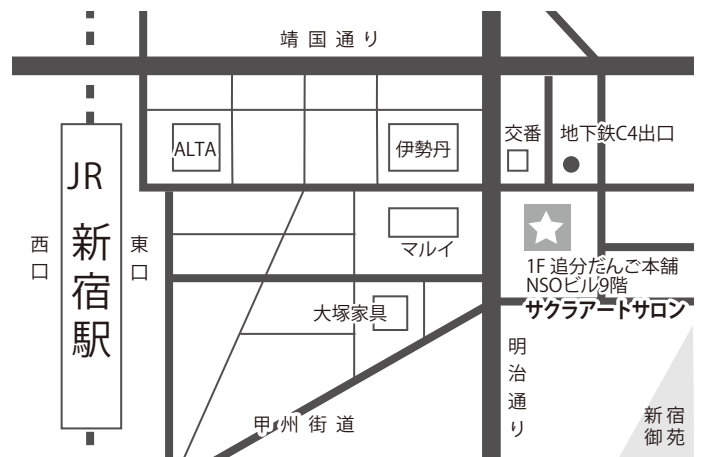 靖国通り
ALTA
伊勢丹
交番
地下鉄C4出口
JR
新宿駅
西口
東口
マルイ
1F 追分だんご本舗
NSOビル9階
サクラアートサロン
大塚家具
明治通り
甲州街道
新宿
御苑